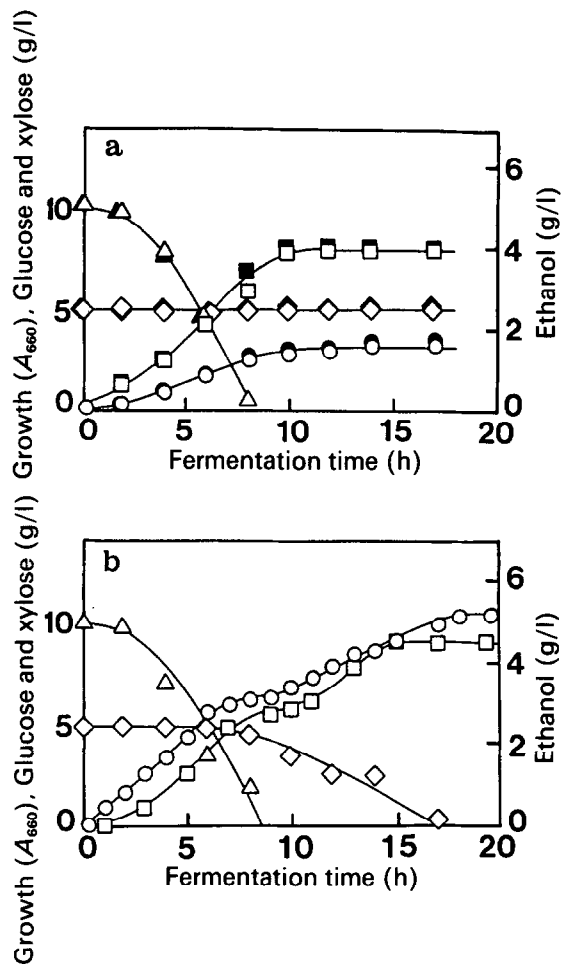 Growth (A660), Glucose and xylose (g/l)
a
10
5
0
6
4
2
0
Ethanol (g/l)
0 5 10 15 20
Fermentation time (h)
Growth (A660), Glucose and xylose (g/l)
b
10
5
0
6
4
2
0
Ethanol (g/l)
0 5 10 15 20
Fermentation time (h)